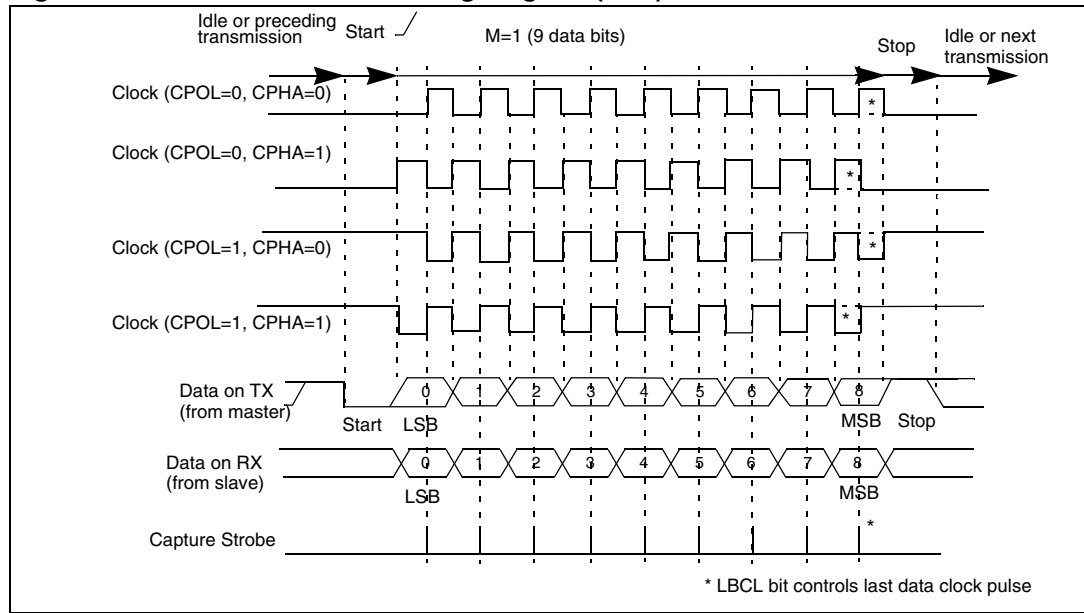 Idle or preceding
transmission
Start
M=1 (9 data bits)
Stop
Idle or next
transmission
Clock (CPOL=0, CPHA=0)
*
Clock (CPOL=0, CPHA=1)
*
Clock (CPOL=1, CPHA=0)
*
Clock (CPOL=1, CPHA=1)
*
Data on TX
(from master)
0 1 2 3 4 5 6 7 8
Start LSB MSB Stop
Data on RX
(from slave)
0 1 2 3 4 5 6 7 8
LSB MSB
Capture Strobe
*
* LBCL bit controls last data clock pulse